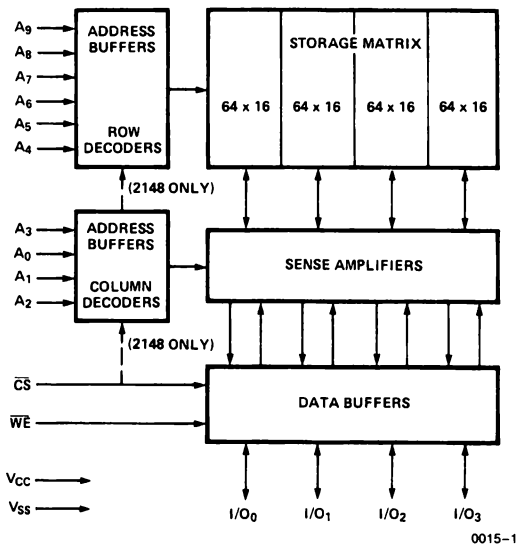 A9
A8
A7
A6
A5
A4
ADDRESS
BUFFERS
ROW
DECODERS
STORAGE MATRIX
64 x 16
64 x 16
64 x 16
64 x 16
(2148 ONLY)
A3
A0
A1
A2
ADDRESS
BUFFERS
COLUMN
DECODERS
SENSE AMPLIFIERS
(2148 ONLY)
CS
WE
DATA BUFFERS
VCC
VSS
I/O0
I/O1
I/O2
I/O3
0015-1